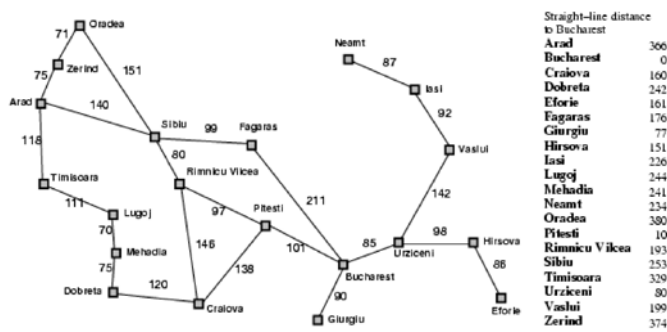 Oradea
71
Neamt
87
Zerind
151
75
Iasi
Arad
140
92
Sibiu
99
Fagaras
118
80
Vaslui
Rimnicu Vilcea
Timisoara
142
111
211
Lugoj
97
Pitesti
70
98
Hirsova
146
101
85
Urziceni
Mehadia
138
86
75
Bucharest
120
90
Dobreta
Craiova
Eforie
Giurgiu
Straight–line distance
to Bucharest
Arad 366
Bucharest 0
Craiova 160
Dobreta 242
Eforie 161
Fagaras 176
Giurgiu 77
Hirsova 151
Iasi 226
Lugoj 244
Mehadia 241
Neamt 234
Oradea 380
Pitesti 10
Rimnicu Vilcea 193
Sibiu 253
Timisoara 329
Urziceni 80
Vaslui 199
Zerind 374